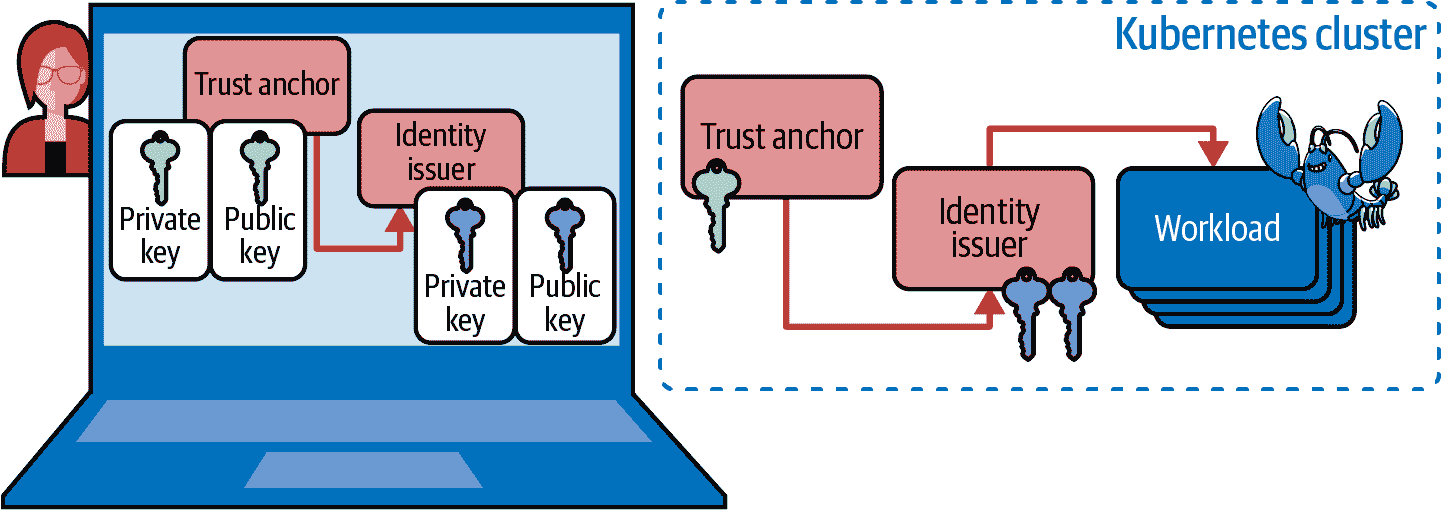 Trust anchor
Private
key
Public
key
Identity
issuer
Private
key
Public
key
Kubernetes cluster
Trust anchor
Identity
issuer
Workload